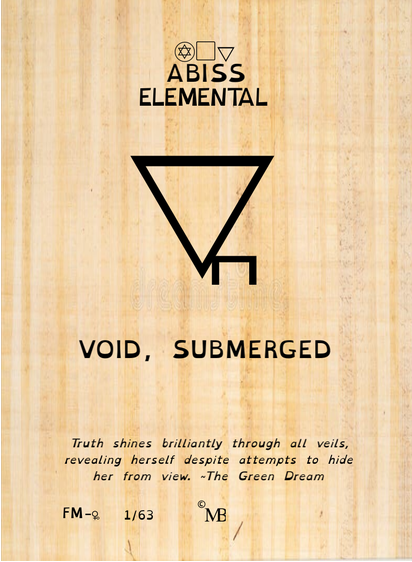 ABISS
ELEMENTAL
dreamstime
VOID, SUBMERGED
Truth shines brilliantly through all veils,
revealing herself despite attempts to hide
her from view. ~The Green Dream
FM-♀ 1/63 © MB